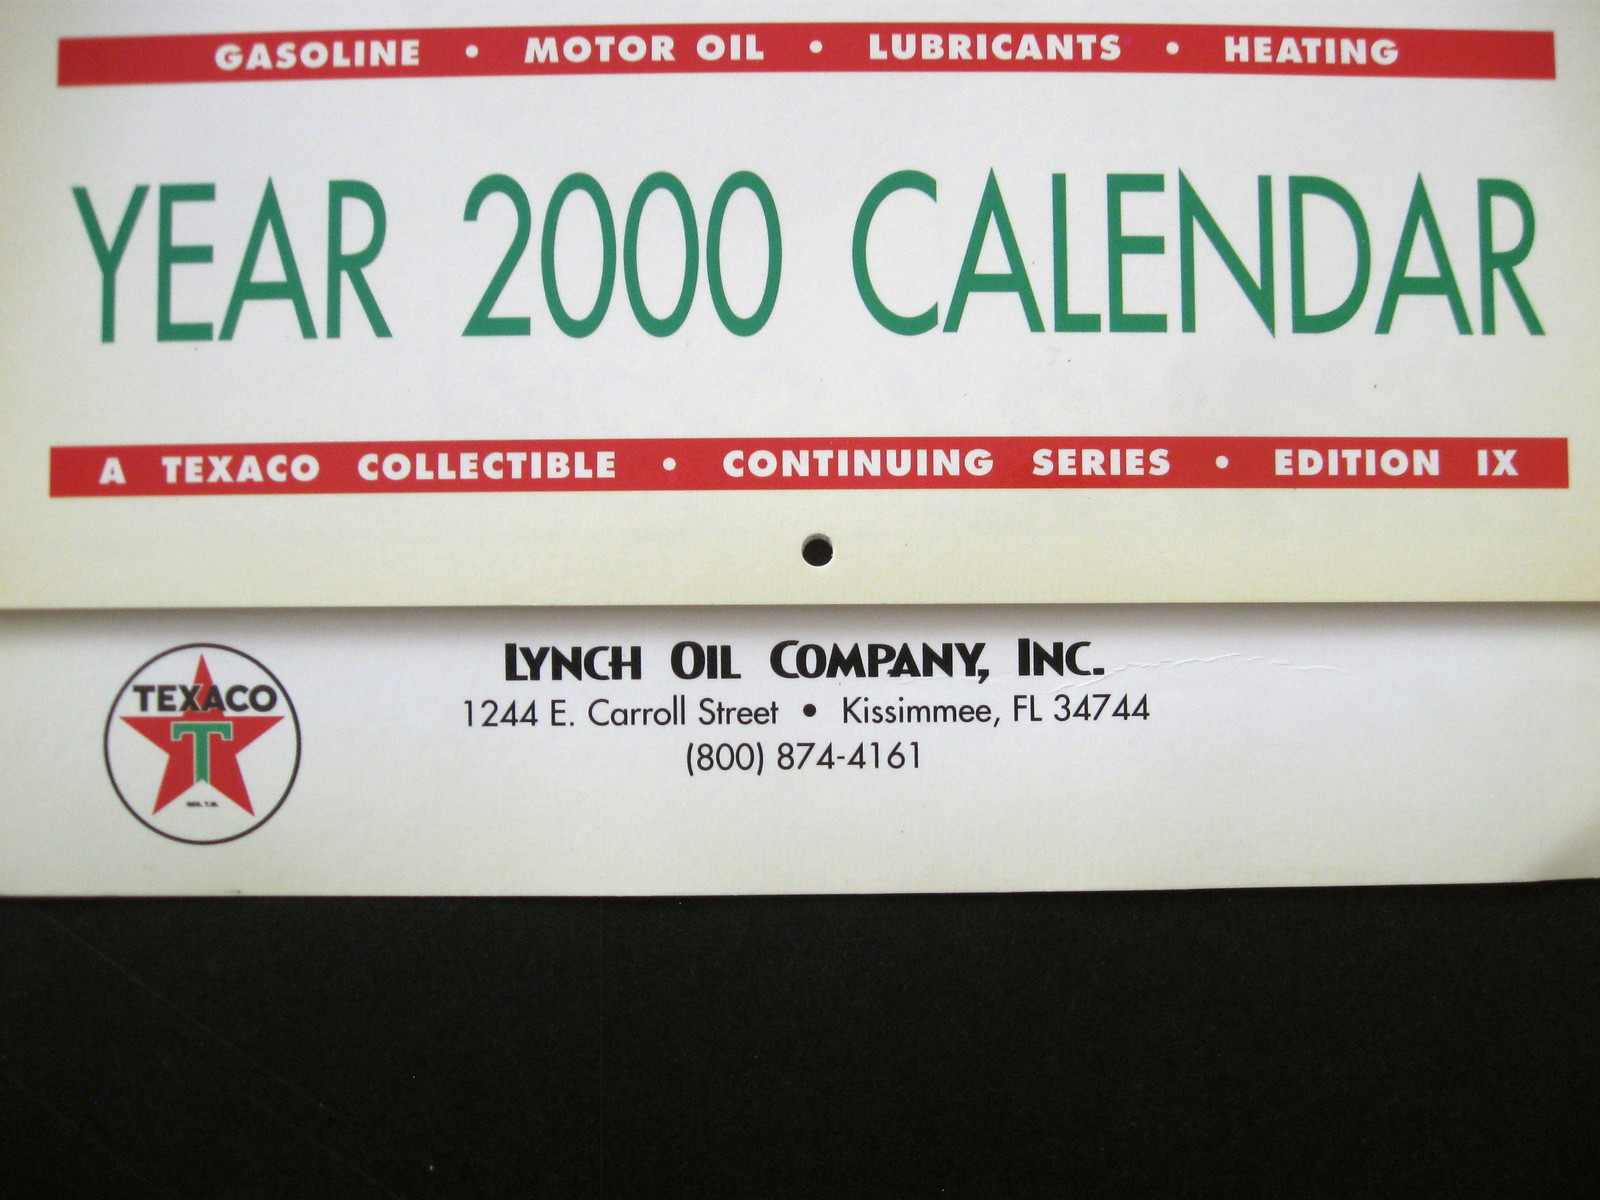 GASOLINE • MOTOR OIL • LUBRICANTS • HEATING
YEAR 2000 CALENDAR
A TEXACO COLLECTIBLE • CONTINUING SERIES • EDITION IX
LYNCH OIL COMPANY, INC.
1244 E. Carroll Street • Kissimmee, FL 34744
(800) 874-4161
TEXACO
T
REG. T.M.